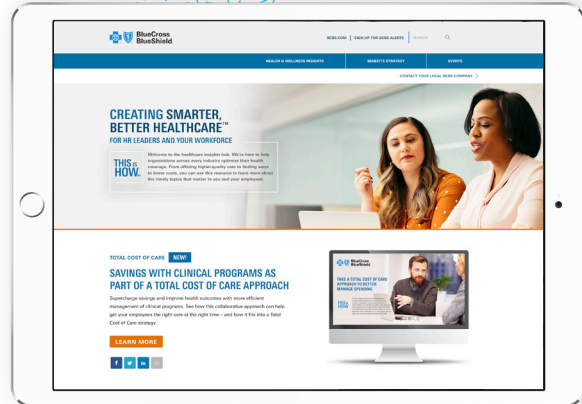 BlueCross
BlueShield
BCBS.COM | SIGN UP FOR BCBS ALERTS
SEARCH
HEALTH & WELLNESS INSIGHTS
BENEFITS STRATEGY
EVENTS
CONTACT YOUR LOCAL BCBS COMPANY >
CREATING SMARTER,
BETTER HEALTHCARE™
FOR HR LEADERS AND YOUR WORKFORCE
THIS IS
HOW.
Welcome to the healthcare insights hub. We're here to help
organizations across every industry optimize their health
coverage. From offering higher-quality care to finding ways
to lower costs, you can use this resource to learn more about
the timely topics that matter to you and your employees.
TOTAL COST OF CARE NEW!
SAVINGS WITH CLINICAL PROGRAMS AS
PART OF A TOTAL COST OF CARE APPROACH
Supercharge savings and improve health outcomes with more efficient
management of clinical programs. See how this collaborative approach can help
get your employees the right care at the right time – and how it fits into a Total
Cost of Care strategy.
LEARN MORE
BlueCross
BlueShield
TAKE A TOTAL COST OF CARE
APPROACH TO BETTER
MANAGE SPENDING
THIS IS
HOW.